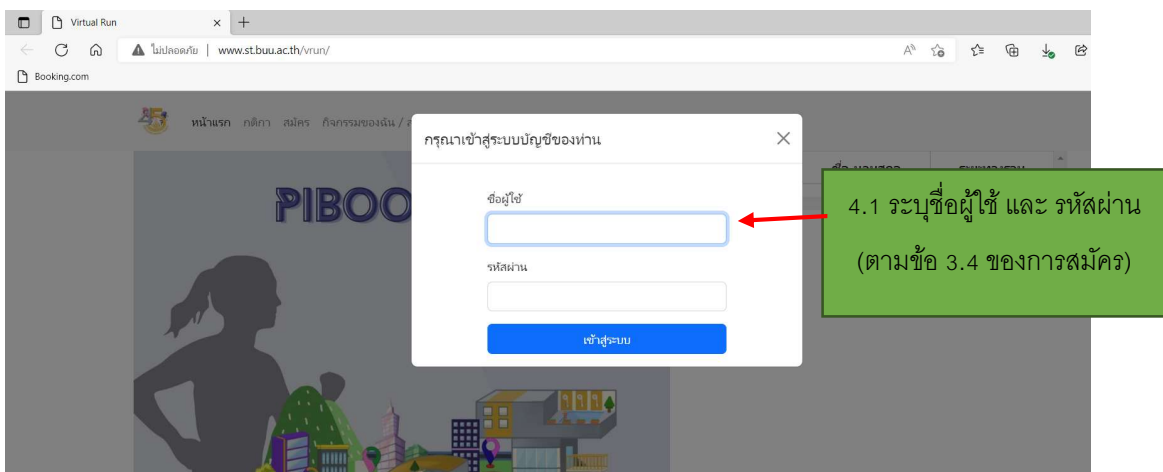 Virtual Run
ไม่ปลอดภัย | www.st.buu.ac.th/vrun/
Booking.com
หน้าแรก กติกา สมัคร กิจกรรมของฉัน /
กรุณาเข้าสู่ระบบบัญชีของท่าน
PIBOO
ชื่อผู้ใช้
รหัสผ่าน
เข้าสู่ระบบ
4.1 ระบุชื่อผู้ใช้ และ รหัสผ่าน
(ตามข้อ 3.4 ของการสมัคร)